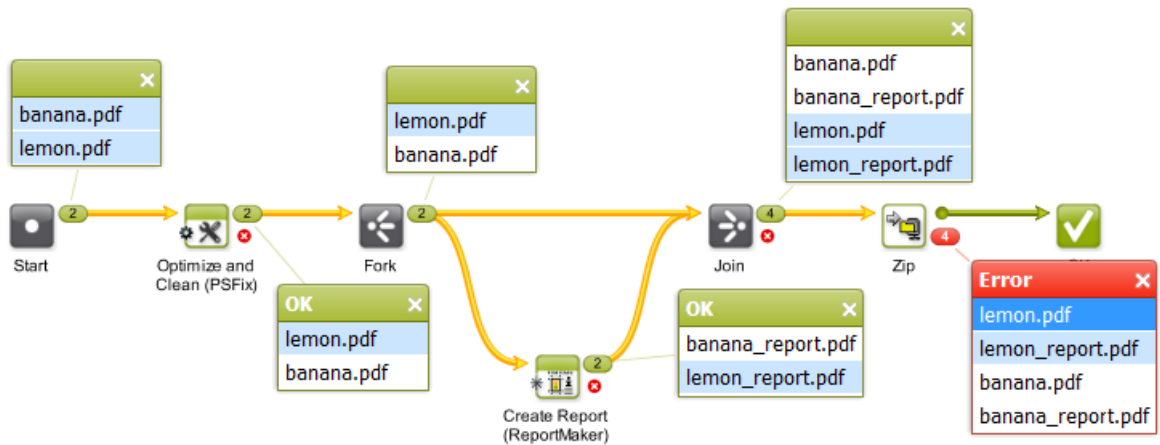 banana.pdf
lemon.pdf
2
Start
2
Optimize and
Clean (PSFix)
OK
lemon.pdf
banana.pdf
lemon.pdf
banana.pdf
2
Fork
2
Create Report
(ReportMaker)
OK
banana_report.pdf
lemon_report.pdf
banana.pdf
banana_report.pdf
lemon.pdf
lemon_report.pdf
4
Join
Zip
4
Error
lemon.pdf
lemon_report.pdf
banana.pdf
banana_report.pdf